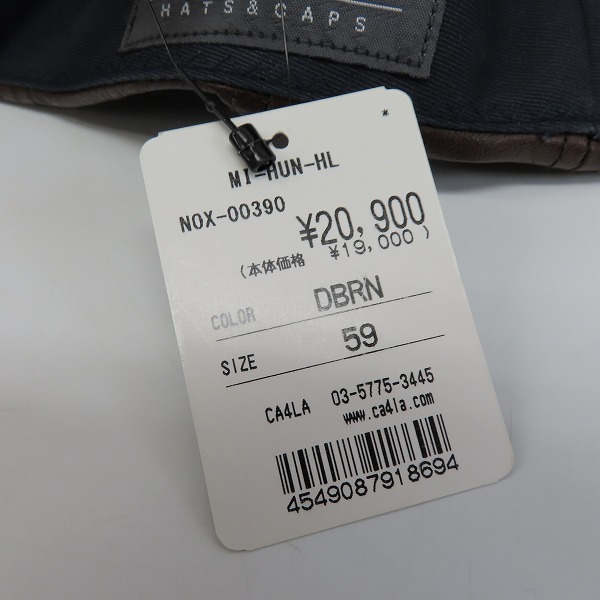 HATS&CAPS
*
MI-HUN-HL
NOX-00390
¥20,900
(本体価格 ¥19,000)
COLOR DBRN
SIZE 59
CA4LA 03-5775-3445
www.ca4la.com
4549087918694